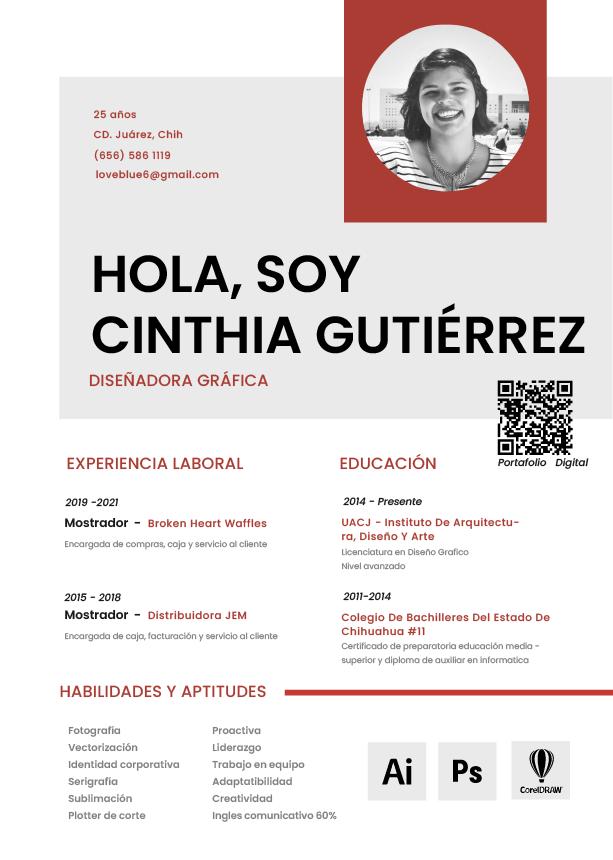 25 años
CD. Juárez, Chih
(656) 586 1119
loveblue6@gmail.com
HOLA, SOY
CINTHIA GUTIÉRREZ
DISEÑADORA GRÁFICA
Portafolio Digital
EXPERIENCIA LABORAL
2019 -2021
Mostrador - Broken Heart Waffles
Encargada de compras, caja y servicio al cliente
2015 - 2018
Mostrador - Distribuidora JEM
Encargada de caja, facturación y servicio al cliente
EDUCACIÓN
2014 - Presente
UACJ - Instituto De Arquitectu-
ra, Diseño Y Arte
Licenciatura en Diseño Grafico
Nivel avanzado
2011-2014
Colegio De Bachilleres Del Estado De
Chihuahua #11
Certificado de preparatoria educación media -
superior y diploma de auxiliar en informatica
HABILIDADES Y APTITUDES
Fotografía
Vectorización
Identidad corporativa
Serigrafía
Sublimación
Plotter de corte
Proactiva
Liderazgo
Trabajo en equipo
Adaptatibilidad
Creatividad
Ingles comunicativo 60%
Ai
Ps
CorelDRAW